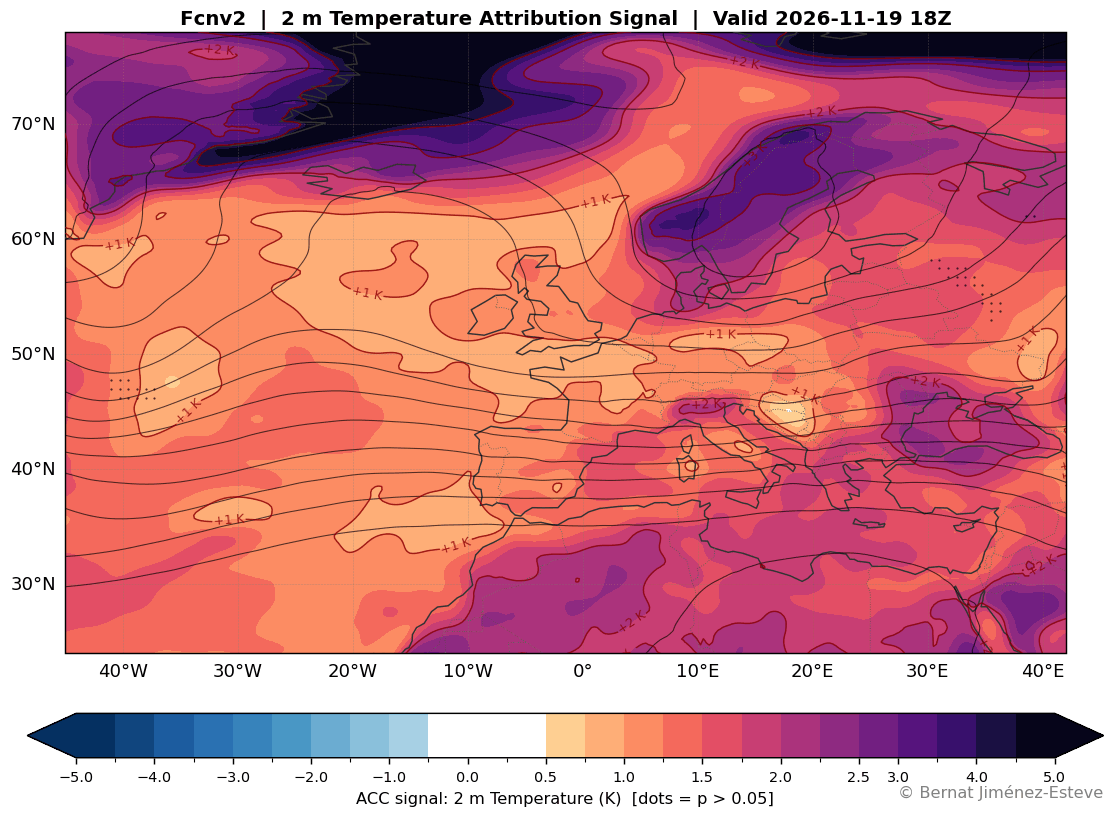 Fcnv2 | 2 m Temperature Attribution Signal | Valid 2026-11-19 18Z
+2 K
+2 K
+2 K
70°N
+1 K
60°N
+1 K
+1 K
+1 K
+1 K
50°N
+2 K
+1 K
+2 K
+1 K
40°N
+1 K
+1 K
+2 K
30°N
+2 K
40°W 30°W 20°W 10°W 0° 10°E 20°E 30°E 40°E
−5.0 −4.0 −3.0 −2.0 −1.0 0.0 0.5 1.0 1.5 2.0 2.5 3.0 4.0 5.0
© Bernat Jiménez-Esteve
ACC signal: 2 m Temperature (K) [dots = p > 0.05]